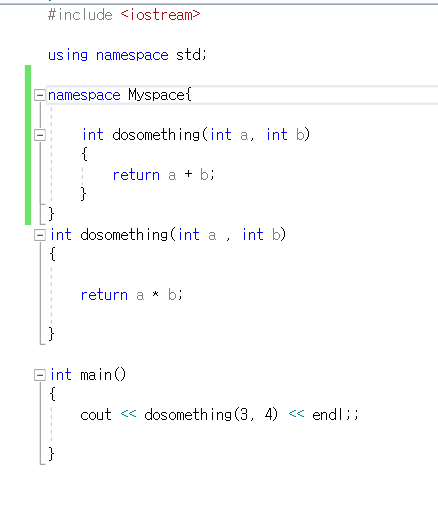 #include <iostream>
using namespace std;
namespace Myspace{
int dosomething(int a, int b)
{
return a + b;
}
}
int dosomething(int a , int b)
{
return a * b;
}
int main()
{
cout << dosomething(3, 4) << endl;;
}